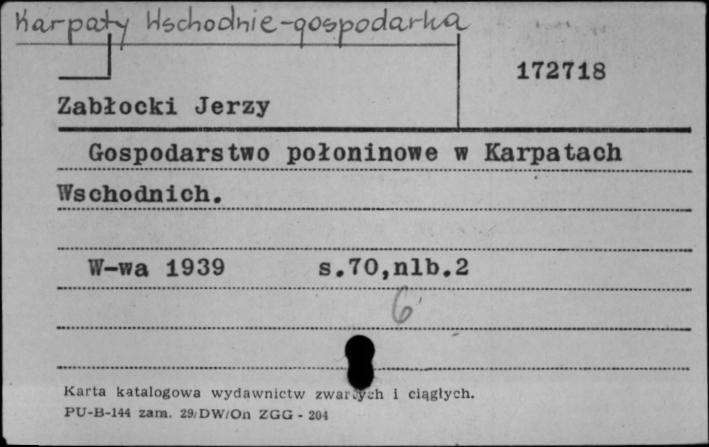 Karpaty Wschodnie-gospodarka
172718
Zabłocki Jerzy
Gospodarstwo połoninowe w Karpatach
Wschodnich.
W-wa 1939 s.70,nlb.2
6
Karta katalogowa wydawnictw zwartych i ciągłych.
PU-B-144 zam. 29/DW/On ZGG - 204